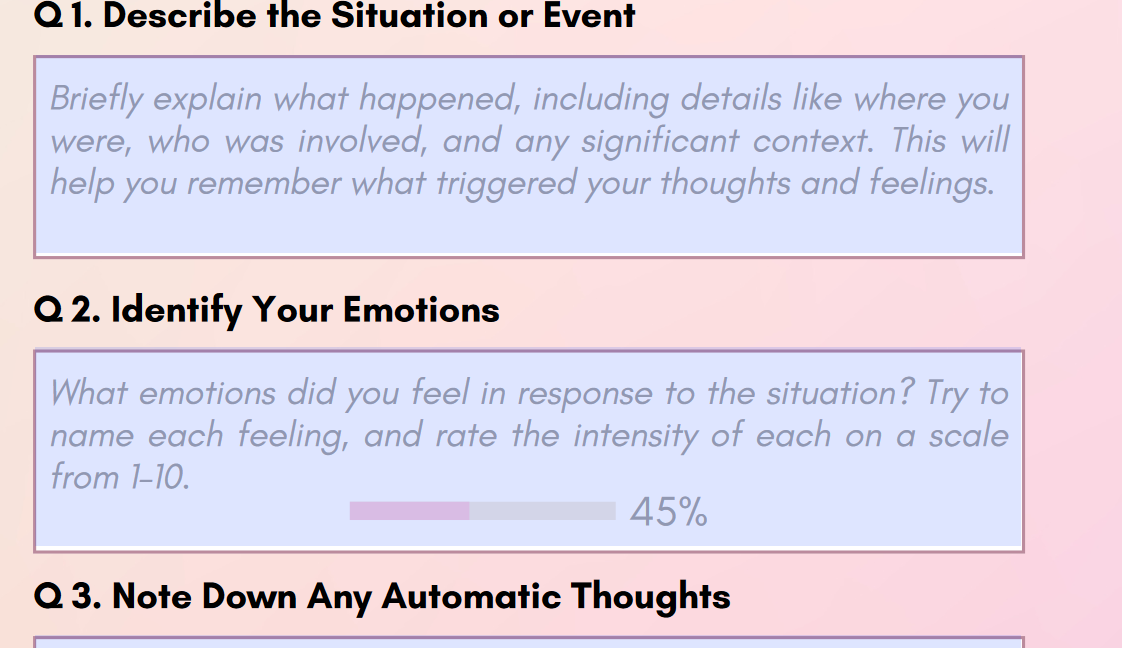 Q 1. Describe the Situation or Event
Briefly explain what happened, including details like where you
were, who was involved, and any significant context. This will
help you remember what triggered your thoughts and feelings.
Q 2. Identify Your Emotions
What emotions did you feel in response to the situation? Try to
name each feeling, and rate the intensity of each on a scale
from 1–10.
45%
Q 3. Note Down Any Automatic Thoughts